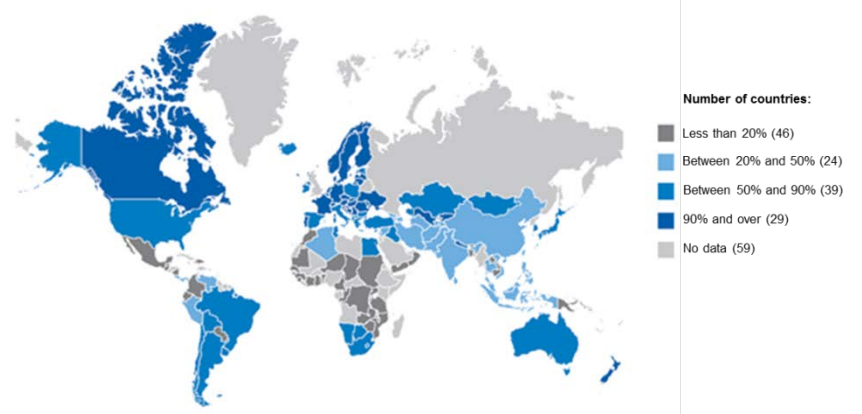 Number of countries:
Less than 20% (46)
Between 20% and 50% (24)
Between 50% and 90% (39)
90% and over (29)
No data (59)